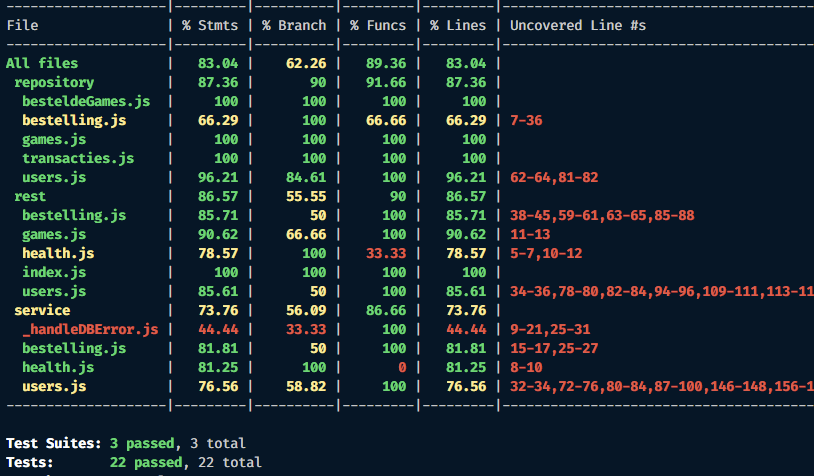 --------------------|---------|----------|---------|---------|-------------------------------
File                | % Stmts | % Branch | % Funcs | % Lines | Uncovered Line #s
--------------------|---------|----------|---------|---------|-------------------------------
All files           |   83.04 |    62.26 |   89.36 |   83.04 |
 repository         |   87.36 |       90 |   91.66 |   87.36 |
  besteldeGames.js  |     100 |      100 |     100 |     100 |
  bestelling.js     |   66.29 |      100 |   66.66 |   66.29 | 7-36
  games.js          |     100 |      100 |     100 |     100 |
  transacties.js    |     100 |      100 |     100 |     100 |
  users.js          |   96.21 |    84.61 |     100 |   96.21 | 62-64,81-82
 rest               |   86.57 |    55.55 |      90 |   86.57 |
  bestelling.js     |   85.71 |       50 |     100 |   85.71 | 38-45,59-61,63-65,85-88
  games.js          |   90.62 |    66.66 |     100 |   90.62 | 11-13
  health.js         |   78.57 |      100 |   33.33 |   78.57 | 5-7,10-12
  index.js          |     100 |      100 |     100 |     100 |
  users.js          |   85.61 |       50 |     100 |   85.61 | 34-36,78-80,82-84,94-96,109-111,113-11
 service            |   73.76 |    56.09 |   86.66 |   73.76 |
  _handleDBError.js |   44.44 |    33.33 |     100 |   44.44 | 9-21,25-31
  bestelling.js     |   81.81 |       50 |     100 |   81.81 | 15-17,25-27
  health.js         |   81.25 |      100 |       0 |   81.25 | 8-10
  users.js          |   76.56 |    58.82 |     100 |   76.56 | 32-34,72-76,80-84,87-100,146-148,156-1
--------------------|---------|----------|---------|---------|-------------------------------
Test Suites: 3 passed, 3 total
Tests:       22 passed, 22 total